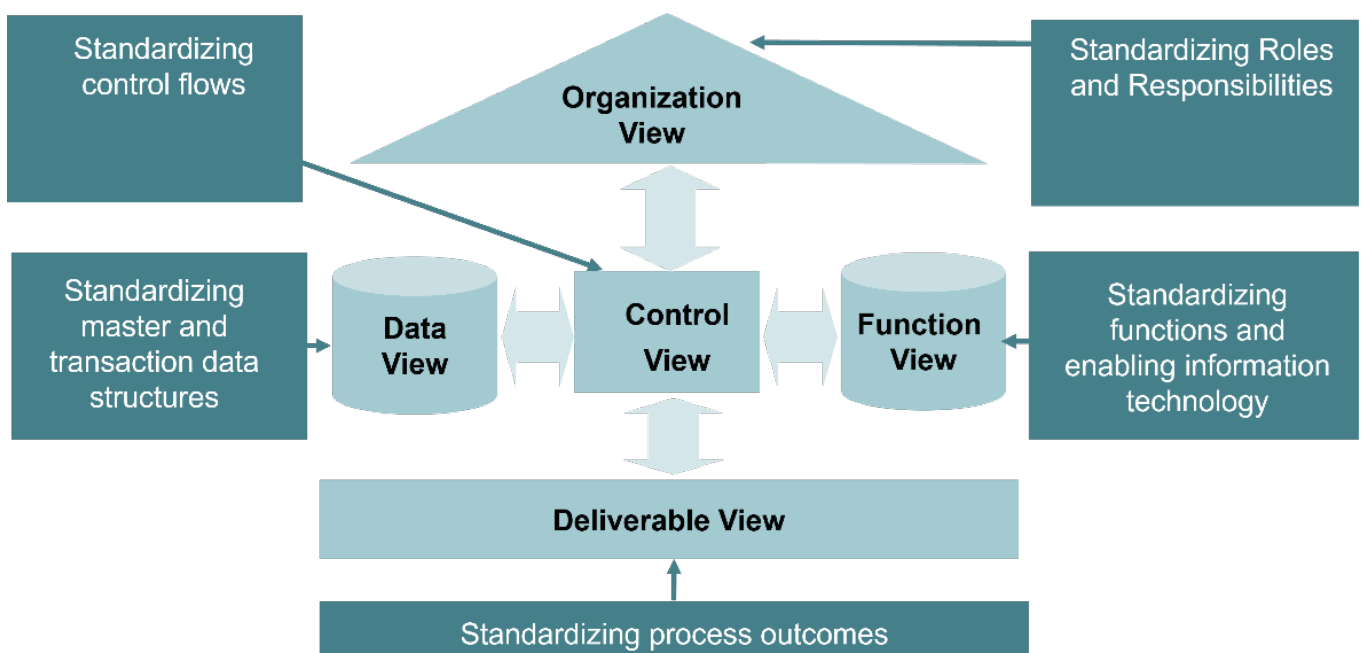 Standardizing
control flows
Organization
View
Standardizing Roles
and Responsibilities
Standardizing
master and
transaction data
structures
Data
View
Control
View
Function
View
Standardizing
functions and
enabling information
technology
Deliverable View
Standardizing process outcomes